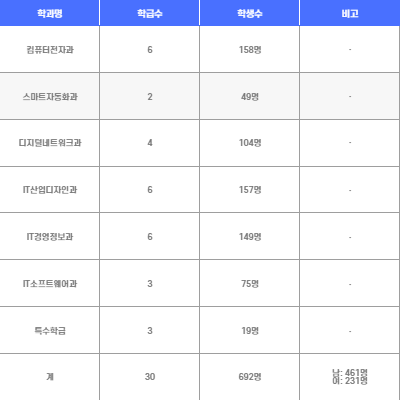 학과명 학급수 학생수 비고
컴퓨터전자과 6 158명 -
스마트자동화과 2 49명 -
디지털네트워크과 4 104명 -
IT산업디자인과 6 157명 -
IT경영정보과 6 149명 -
IT소프트웨어과 3 75명 -
특수학급 3 19명 -
계 30 692명 남: 461명
여: 231명